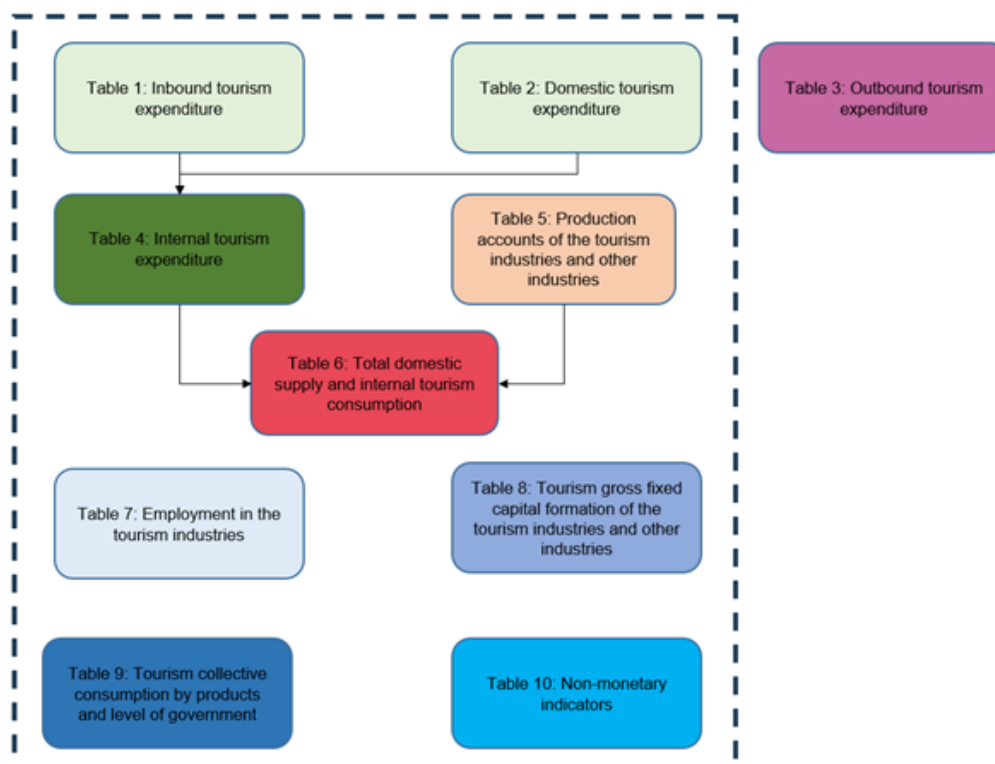 Table 1: Inbound tourism
expenditure
Table 2: Domestic tourism
expenditure
Table 3: Outbound tourism
expenditure
Table 4: Internal tourism
expenditure
Table 5: Production
accounts of the tourism
industries and other
industries
Table 6: Total domestic
supply and internal tourism
consumption
Table 7: Employment in the
tourism industries
Table 8: Tourism gross fixed
capital formation of the
tourism industries and other
industries
Table 9: Tourism collective
consumption by products
and level of government
Table 10: Non-monetary
indicators